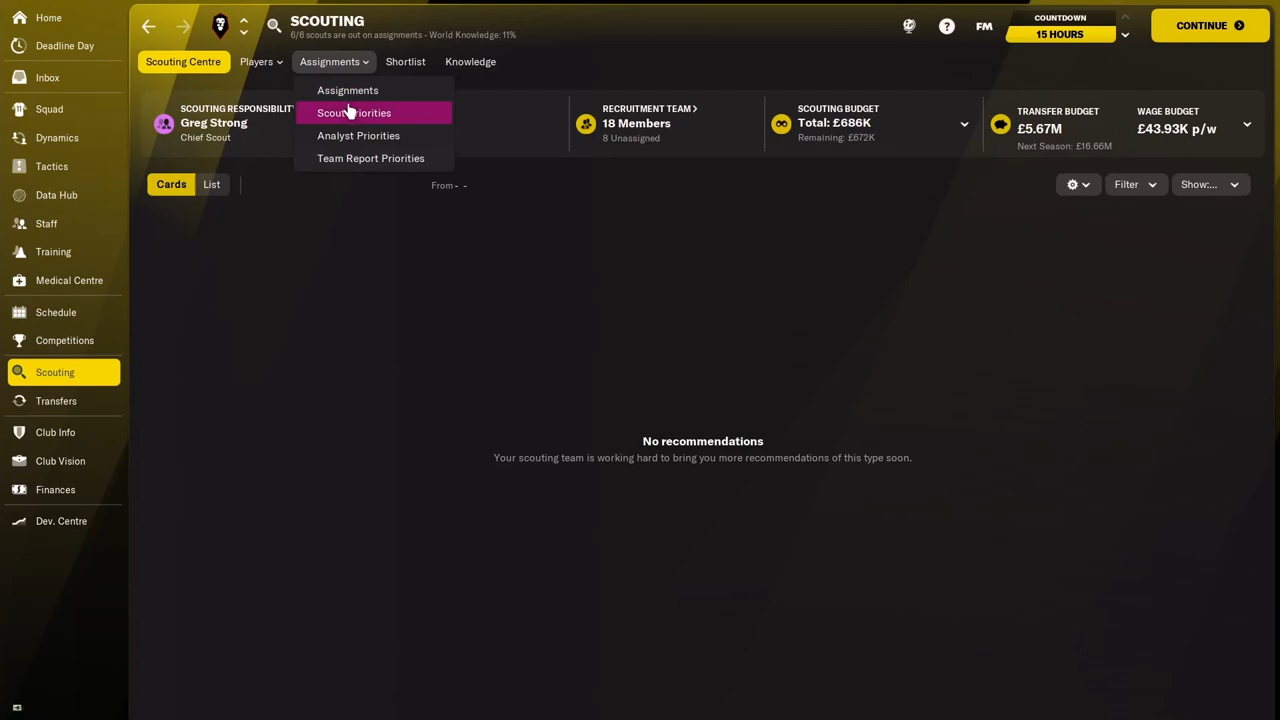 Home
Deadline Day
Inbox
Squad
Dynamics
Tactics
Data Hub
Staff
Training
Medical Centre
Schedule
Competitions
Scouting
Transfers
Club Info
Club Vision
Finances
Dev. Centre
SCOUTING
6/6 scouts are out on assignments - World Knowledge: 11%
FM
COUNTDOWN
15 HOURS
CONTINUE
Scouting Centre
Players
Assignments
Shortlist
Knowledge
Assignments
Scout Priorities
Analyst Priorities
Team Report Priorities
SCOUTING RESPONSIBILIT
Greg Strong
Chief Scout
RECRUITMENT TEAM
18 Members
8 Unassigned
SCOUTING BUDGET
Total: £686K
Remaining: £672K
TRANSFER BUDGET
£5.67M
Next Season: £16.66M
WAGE BUDGET
£43.93K p/w
Cards
List
From - -
Filter
Show:...
No recommendations
Your scouting team is working hard to bring you more recommendations of this type soon.